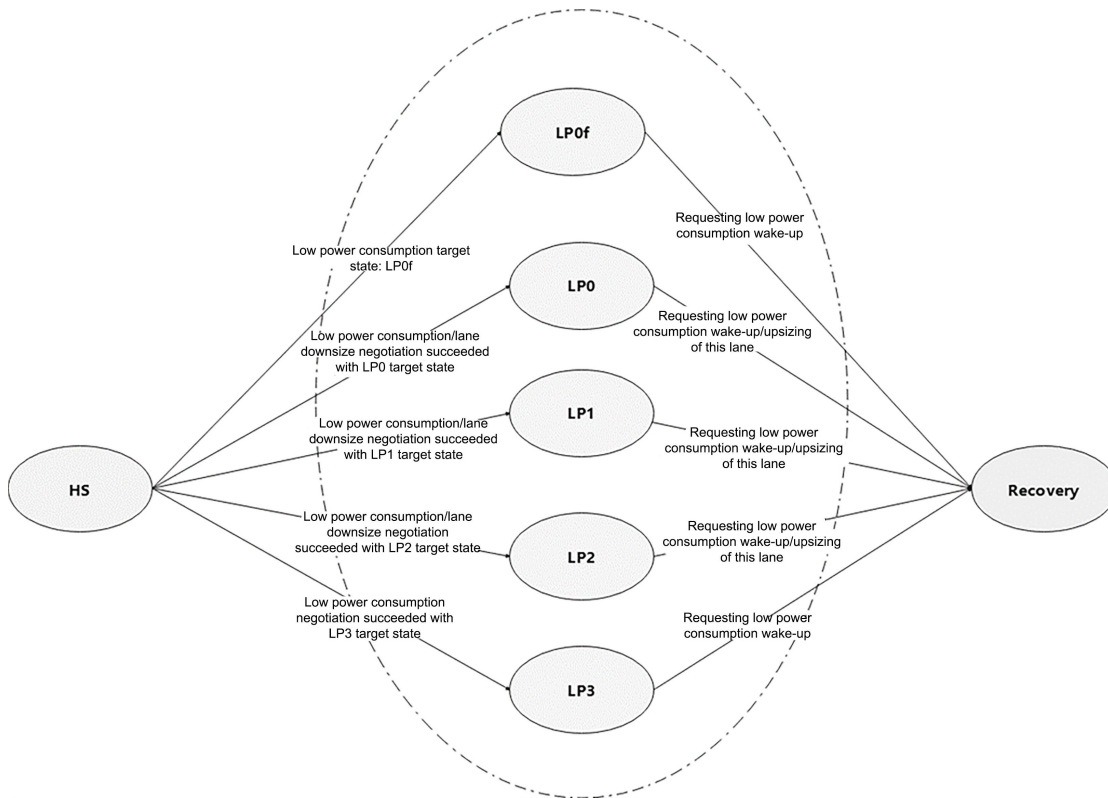 LP0f
Requesting low power
consumption wake-up
Low power consumption target
state: LP0f
LP0
Requesting low power
consumption wake-up/upsizing
of this lane
Low power consumption/lane
downsize negotiation succeeded
with LP0 target state
LP1
Low power consumption/lane
downsize negotiation succeeded
with LP1 target state
Requesting low power
consumption wake-up/upsizing
of this lane
HS
Recovery
Low power consumption/lane
downsize negotiation
succeeded with LP2 target state
Requesting low power
consumption wake-up/upsizing
of this lane
LP2
Low power consumption
negotiation succeeded with
LP3 target state
Requesting low power
consumption wake-up
LP3